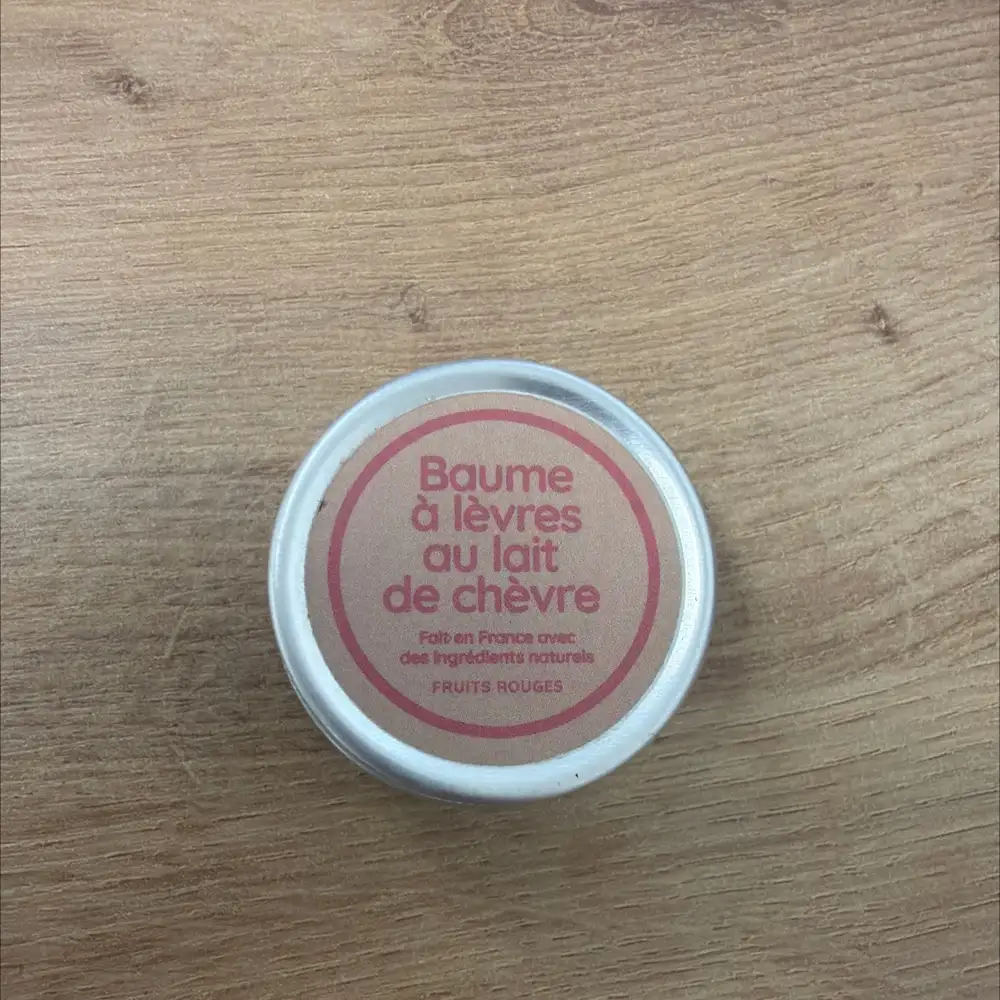 Baume
à lèvres
au lait
de chèvre
Fait en France avec
des ingrédients naturels
FRUITS ROUGES